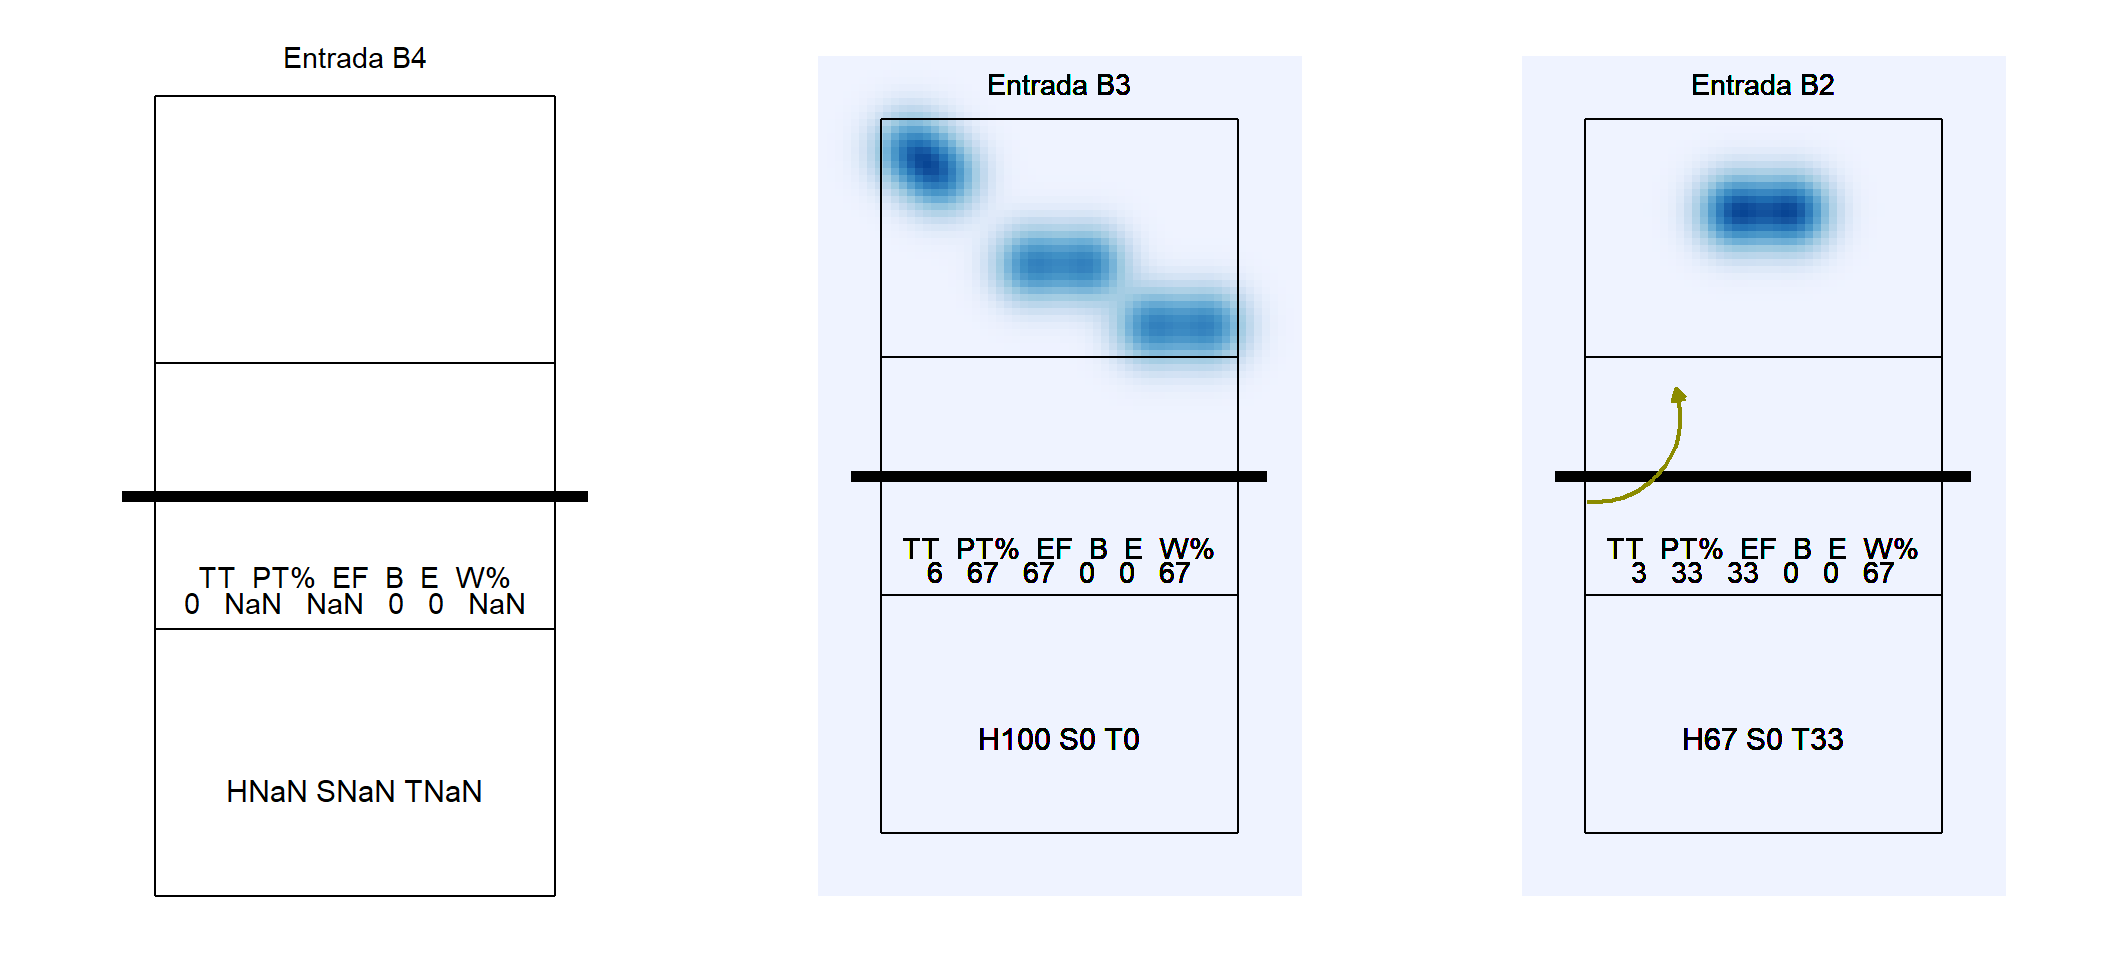 Entrada B4
TT PT% EF B E W%
0 NaN NaN 0 0 NaN
HNaN SNaN TNaN
Entrada B3
TT PT% EF B E W%
6 67 67 0 0 67
H100 S0 T0
Entrada B2
TT PT% EF B E W%
3 33 33 0 0 67
H67 S0 T33